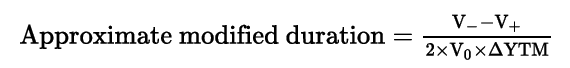 Approximate modified duration = V₋−V₊ / 2×V₀×ΔYTM